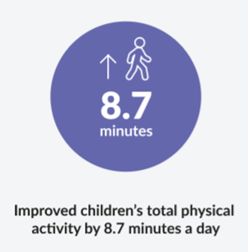 8.7
minutes
Improved children's total physical
activity by 8.7 minutes a day